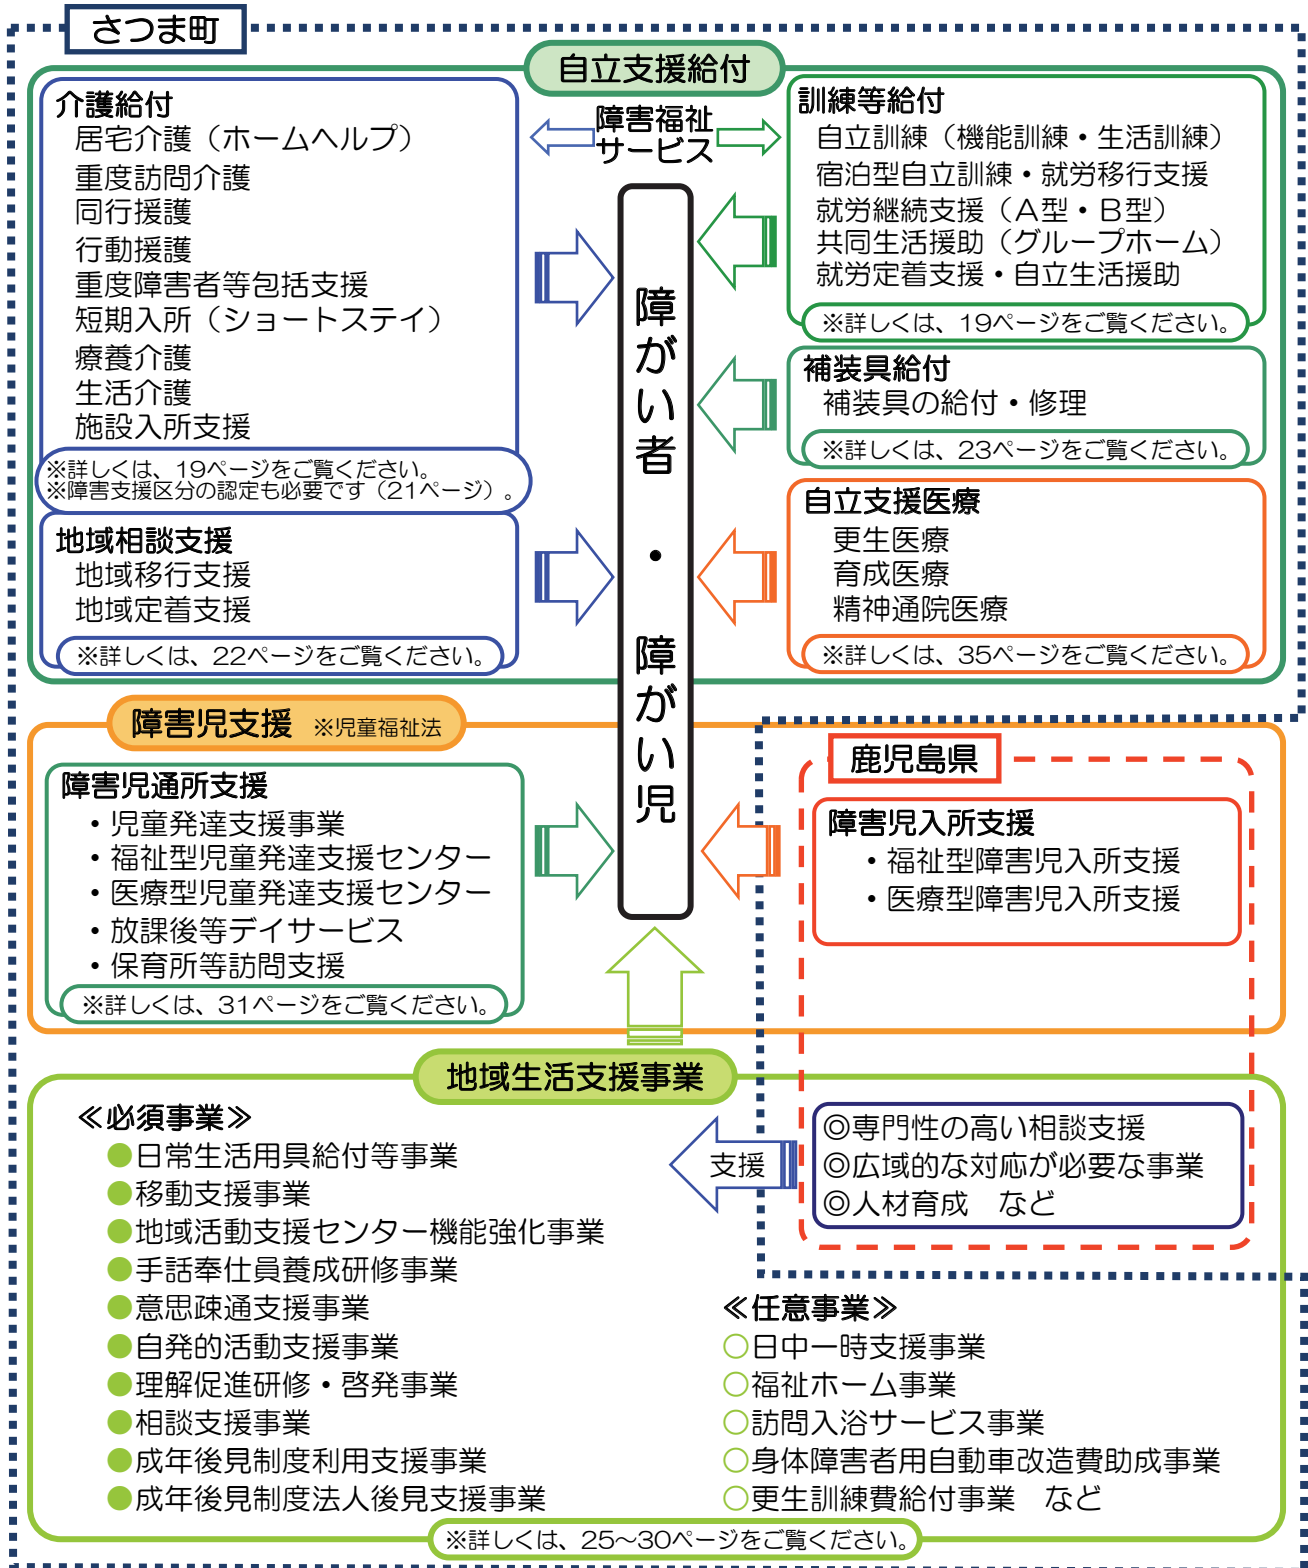 さつま町
自立支援給付
介護給付
居宅介護（ホームヘルプ）
重度訪問介護
同行援護
行動援護
重度障害者等包括支援
短期入所（ショートステイ）
療養介護
生活介護
施設入所支援
※詳しくは、19ページをご覧ください。
※障害支援区分の認定も必要です（21ページ）。
地域相談支援
地域移行支援
地域定着支援
※詳しくは、22ページをご覧ください。
障害福祉
サービス
障がい者・障がい児
訓練等給付
自立訓練（機能訓練・生活訓練）
宿泊型自立訓練・就労移行支援
就労継続支援（A型・B型）
共同生活援助（グループホーム）
就労定着支援・自立生活援助
※詳しくは、19ページをご覧ください。
補装具給付
補装具の給付・修理
※詳しくは、23ページをご覧ください。
自立支援医療
更生医療
育成医療
精神通院医療
※詳しくは、35ページをご覧ください。
障害児支援 ※児童福祉法
障害児通所支援
・児童発達支援事業
・福祉型児童発達支援センター
・医療型児童発達支援センター
・放課後等デイサービス
・保育所等訪問支援
※詳しくは、31ページをご覧ください。
鹿児島県
障害児入所支援
・福祉型障害児入所支援
・医療型障害児入所支援
地域生活支援事業
≪必須事業≫
●日常生活用具給付等事業
●移動支援事業
●地域活動支援センター機能強化事業
●手話奉仕員養成研修事業
●意思疎通支援事業
●自発的活動支援事業
●理解促進研修・啓発事業
●相談支援事業
●成年後見制度利用支援事業
●成年後見制度法人後見支援事業
支援
◎専門性の高い相談支援
◎広域的な対応が必要な事業
◎人材育成　など
≪任意事業≫
○日中一時支援事業
○福祉ホーム事業
○訪問入浴サービス事業
○身体障害者用自動車改造費助成事業
○更生訓練費給付事業　など
※詳しくは、25〜30ページをご覧ください。